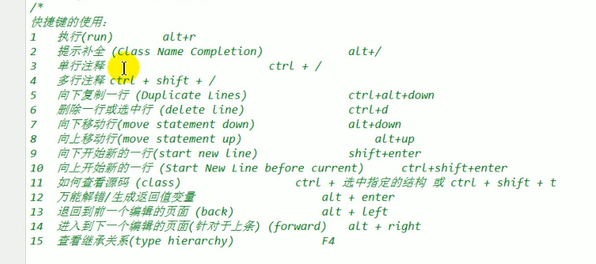 /*
快捷键的使用：
1 执行(run) alt+r
2 提示补全 (Class Name Completion) alt+/
3 单行注释 ctrl + /
4 多行注释 ctrl + shift + /
5 向下复制一行 (Duplicate Lines) ctrl+alt+down
6 删除一行或选中行 (delete line) ctrl+d
7 向下移动行(move statement down) alt+down
8 向上移动行(move statement up) alt+up
9 向下开始新的一行(start new line) shift+enter
10 向上开始新的一行 (Start New Line before current) ctrl+shift+enter
11 如何查看源码 (class) ctrl + 选中指定的结构 或 ctrl + shift + t
12 万能解错/生成返回值变量 alt + enter
13 退回到前一个编辑的页面 (back) alt + left
14 进入到下一个编辑的页面(针对于上条) (forward) alt + right
15 查看继承关系(type hierarchy) F4